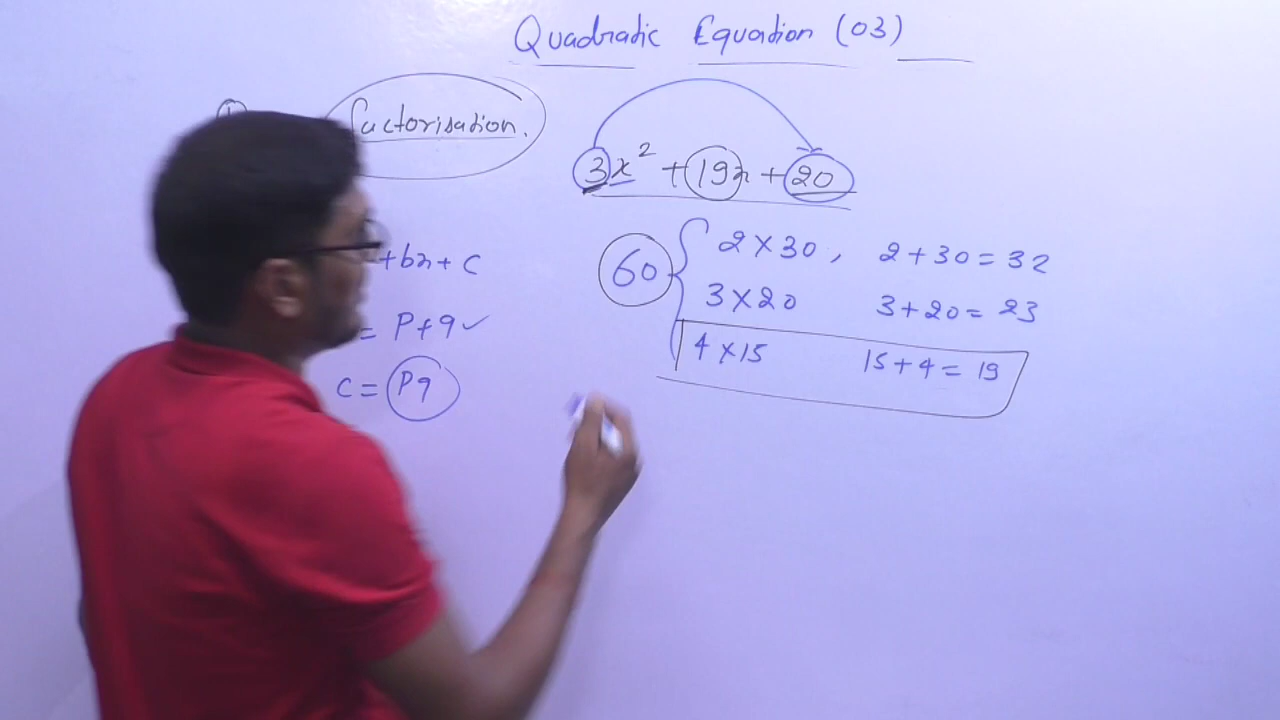 Quadratic Equation (03)
factorisation.
3x² + 19x + 20
+bx + c
= P+q ✓
c = Pq
60 { 2 × 30 , 2 + 30 = 32
3 × 20 3 + 20 = 23
4 × 15 15 + 4 = 19